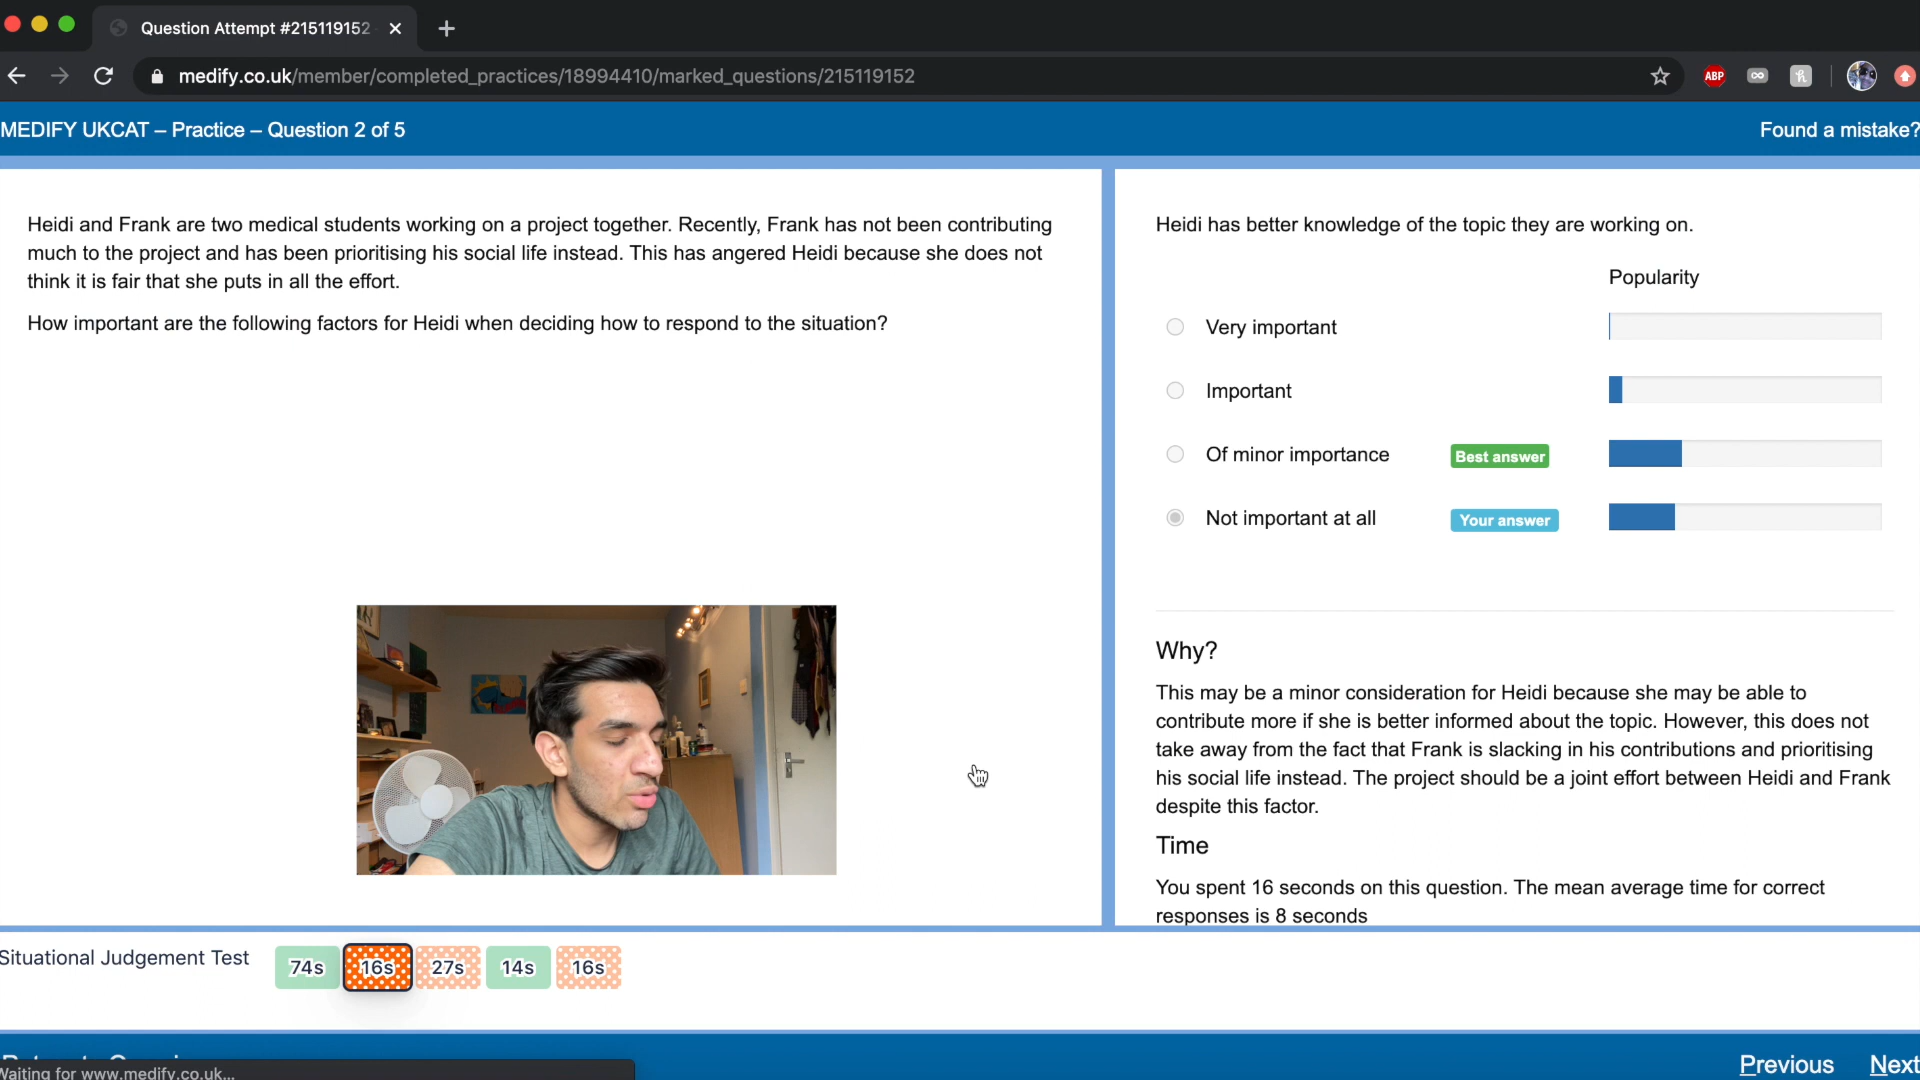 Question Attempt #215119152
medify.co.uk/member/completed_practices/18994410/marked_questions/215119152
ABP
MEDIFY UKCAT – Practice – Question 2 of 5
Found a mistake?
Heidi and Frank are two medical students working on a project together. Recently, Frank has not been contributing
much to the project and has been prioritising his social life instead. This has angered Heidi because she does not
think it is fair that she puts in all the effort.
How important are the following factors for Heidi when deciding how to respond to the situation?
Heidi has better knowledge of the topic they are working on.
Popularity
Very important
Important
Of minor importance
Best answer
Not important at all
Your answer
Why?
This may be a minor consideration for Heidi because she may be able to
contribute more if she is better informed about the topic. However, this does not
take away from the fact that Frank is slacking in his contributions and prioritising
his social life instead. The project should be a joint effort between Heidi and Frank
despite this factor.
Time
You spent 16 seconds on this question. The mean average time for correct
responses is 8 seconds
Situational Judgement Test
74s 16s 27s 14s 16s
Waiting for www.medify.co.uk...
Previous
Next